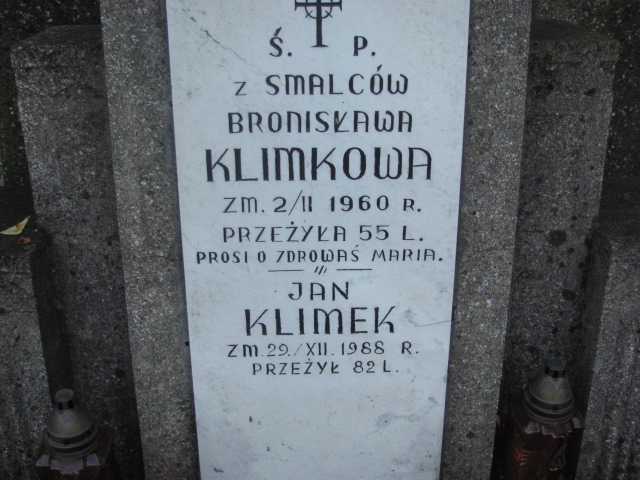 Ś. P.
z SMALCÓW
BRONISŁAWA
KLIMKOWA
ZM. 2/II 1960 R.
PRZEŻYŁA 55 L.
PROSI O ZDROWAŚ MARIA.
JAN
KLIMEK
ZM. 29./XII. 1988 R.
PRZEŻYŁ 82 L.